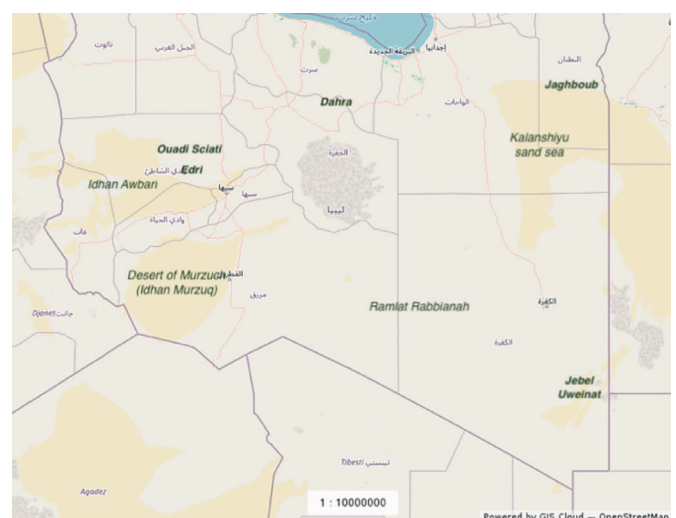 خليج سرت
نالوت
الجبل الغربي
البريقة الجديدة
إجدابيا
سرت
البطنان
Jaghboub
Dahra
الواحات
Kalanshiyu
sand sea
Ouadi Sciati
الجفرة
وادي الشاطئ
Edri
Idhan Awbari
سبها
سبها
ليبيا
وادي الحياة
غات
Desert of Murzuch
(Idhan Murzuq)
القطرون
مرزق
Ramlat Rabbianah
الكفرة
Djanet جانت
الكفرة
Jebel
Uweinat
Tibesti تيبستي
Agadez
1 : 10000000
Powered by GIS Cloud — OpenStreetMap